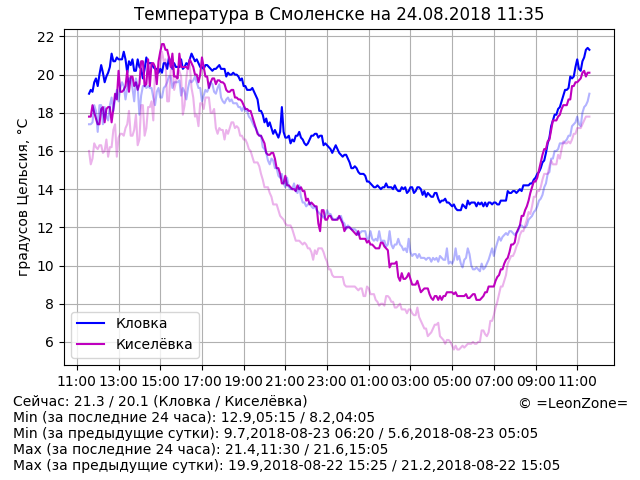 Температура в Смоленске на 24.08.2018 11:35
градусов Цельсия, °C
22
20
18
16
14
12
10
8
6
Кловка
Киселёвка
11:00 13:00 15:00 17:00 19:00 21:00 23:00 01:00 03:00 05:00 07:00 09:00 11:00
Сейчас: 21.3 / 20.1 (Кловка / Киселёвка)
© =LeonZone=
Min (за последние 24 часа): 12.9,05:15 / 8.2,04:05
Min (за предыдущие сутки): 9.7,2018-08-23 06:20 / 5.6,2018-08-23 05:05
Max (за последние 24 часа): 21.4,11:30 / 21.6,15:05
Max (за предыдущие сутки): 19.9,2018-08-22 15:25 / 21.2,2018-08-22 15:05